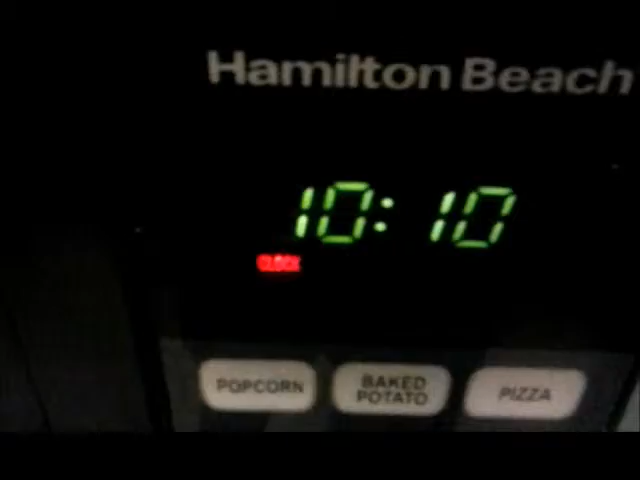 Hamilton Beach
10:10
CLOCK
POPCORN
BAKED
POTATO
PIZZA